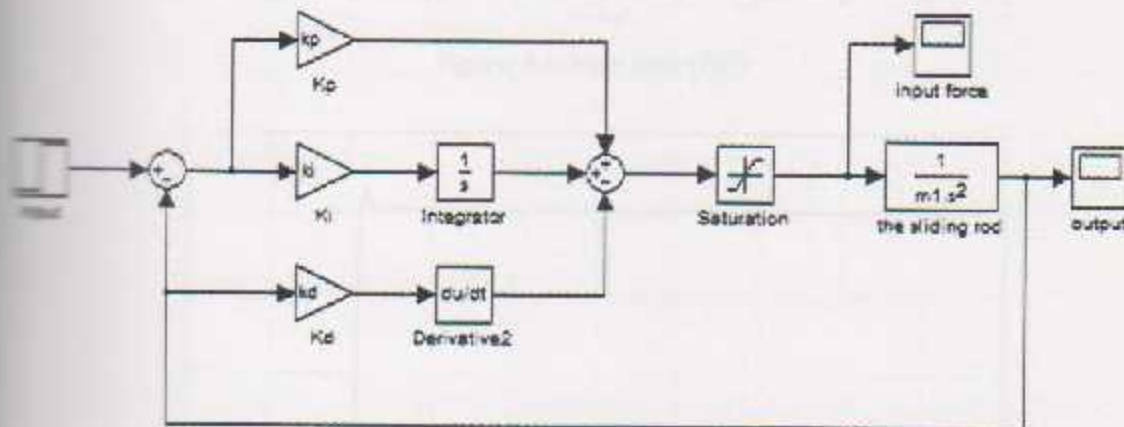 kp
Kp
input force
ki
Ki
1
s
Integrator
Saturation
1
m1.s2
the sliding rod
output
kd
Kd
du/dt
Derivative2